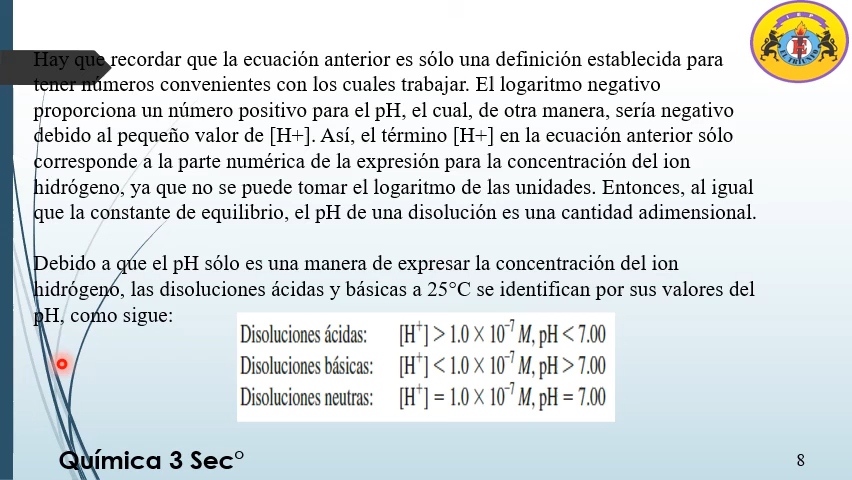 Hay que recordar que la ecuación anterior es sólo una definición establecida para
tener números convenientes con los cuales trabajar. El logaritmo negativo
proporciona un número positivo para el pH, el cual, de otra manera, sería negativo
debido al pequeño valor de [H+]. Así, el término [H+] en la ecuación anterior sólo
corresponde a la parte numérica de la expresión para la concentración del ion
hidrógeno, ya que no se puede tomar el logaritmo de las unidades. Entonces, al igual
que la constante de equilibrio, el pH de una disolución es una cantidad adimensional.
Debido a que el pH sólo es una manera de expresar la concentración del ion
hidrógeno, las disoluciones ácidas y básicas a 25°C se identifican por sus valores del
pH, como sigue:
Disoluciones ácidas: [H⁺] > 1.0 × 10⁻⁷ M, pH < 7.00
Disoluciones básicas: [H⁺] < 1.0 × 10⁻⁷ M, pH > 7.00
Disoluciones neutras: [H⁺] = 1.0 × 10⁻⁷ M, pH = 7.00
Química 3 Sec°
8